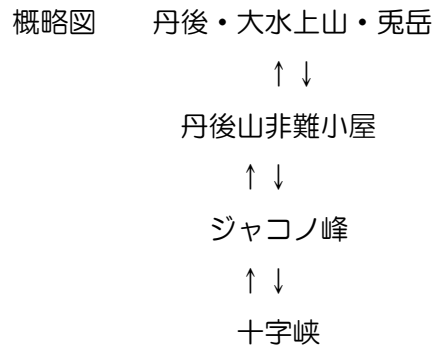 概略図 丹後・大水上山・兎岳
↑↓
丹後山非難小屋
↑↓
ジャコノ峰
↑↓
十字峡